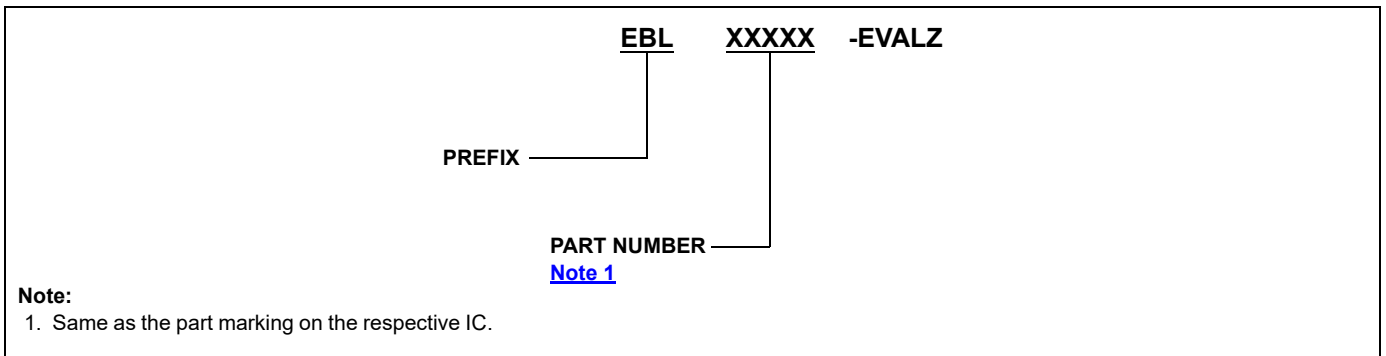 EBL XXXXX -EVALZ
PREFIX
PART NUMBER
Note 1
Note:
1. Same as the part marking on the respective IC.